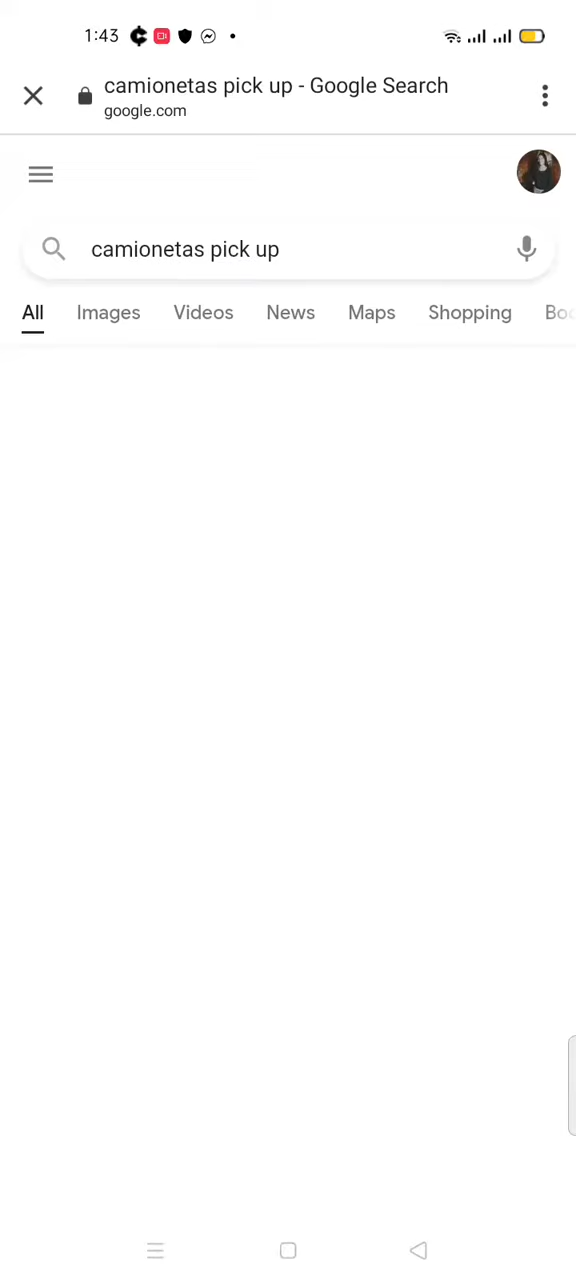 1:43
camionetas pick up - Google Search
google.com
camionetas pick up
All Images Videos News Maps Shopping